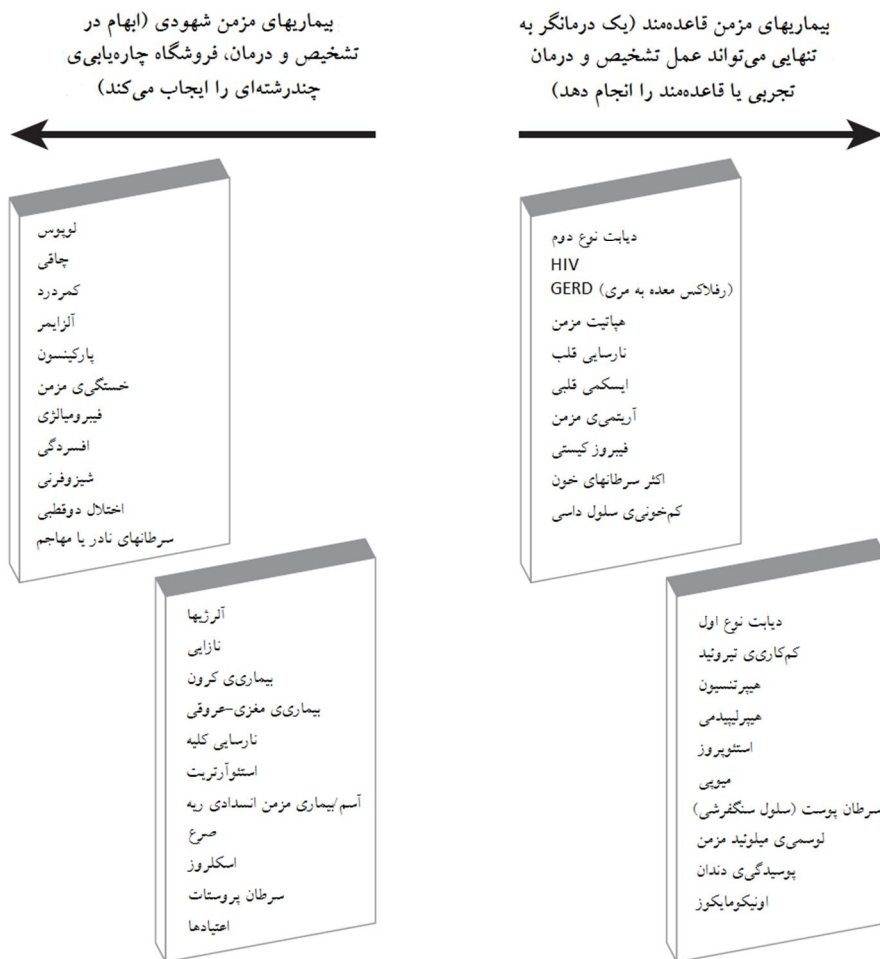 بیماریهای مزمن قاعده‌مند (یک درمانگر به
تنهایی می‌تواند عمل تشخیص و درمان
تجربی یا قاعده‌مند را انجام دهد)
بیماریهای مزمن شهودی (ابهام در
تشخیص و درمان، فروشگاه چاره‌یابی‌ی
چندرشته‌ای را ایجاب می‌کند)
دیابت نوع دوم
HIV
GERD (رفلاکس معده به مری)
هپاتیت مزمن
نارسایی قلب
ایسکمی قلبی
آریتمی‌ی مزمن
فیبروز کیستی
اکثر سرطانهای خون
کم‌خونی‌ی سلول داسی
لوپوس
چاقی
کمردرد
آلزایمر
پارکینسون
خستگی‌ی مزمن
فیبرومیالژی
افسردگی
شیزوفرنی
اختلال دوقطبی
سرطانهای نادر یا مهاجم
دیابت نوع اول
کم‌کاری‌ی تیروئید
هیپرتنسیون
هیپرلیپیدمی
استئوپروز
میوپی
سرطان پوست (سلول سنگفرشی)
لوسمی‌ی میلوئید مزمن
پوسیدگی‌ی دندان
اونیکومایکوز
آلرژیها
نازایی
بیماری‌ی کرون
بیماری‌ی مغزی-عروقی
نارسایی کلیه
استئوآرتریت
آسم/بیماری مزمن انسدادی ریه
صرع
اسکلروز
سرطان پروستات
اعتیادها